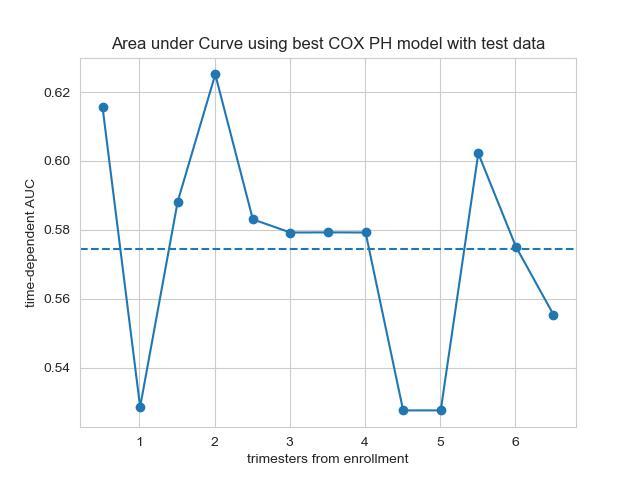 Area under Curve using best COX PH model with test data
time-dependent AUC
0.62
0.60
0.58
0.56
0.54
1 2 3 4 5 6
trimesters from enrollment